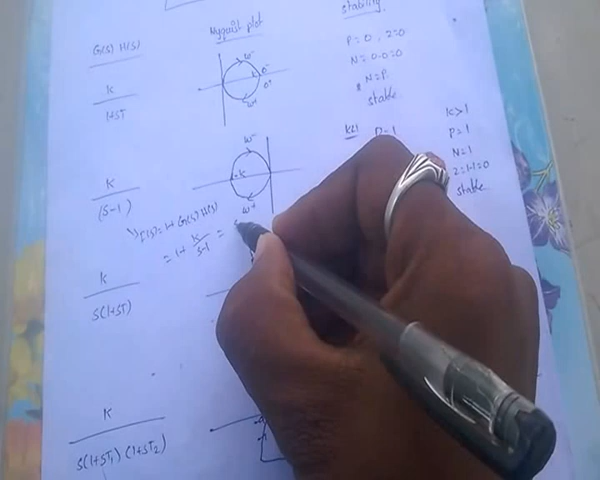 stability.
Nyquist plot
G(s) H(s)
K
1+ST
ω-
0-
0+
ω+
P=0, Z=0
N=0-0=0
N=P.
stable
K
(S-1)
ω-
-K
ω+
K<1
P=1
K>1
P=1
N=1
Z=1-1=0
stable
F(s)=1+G(s)H(s)
= 1+ K/S-1 =
K
S(1+ST)
K
S(1+ST1)(1+ST2)